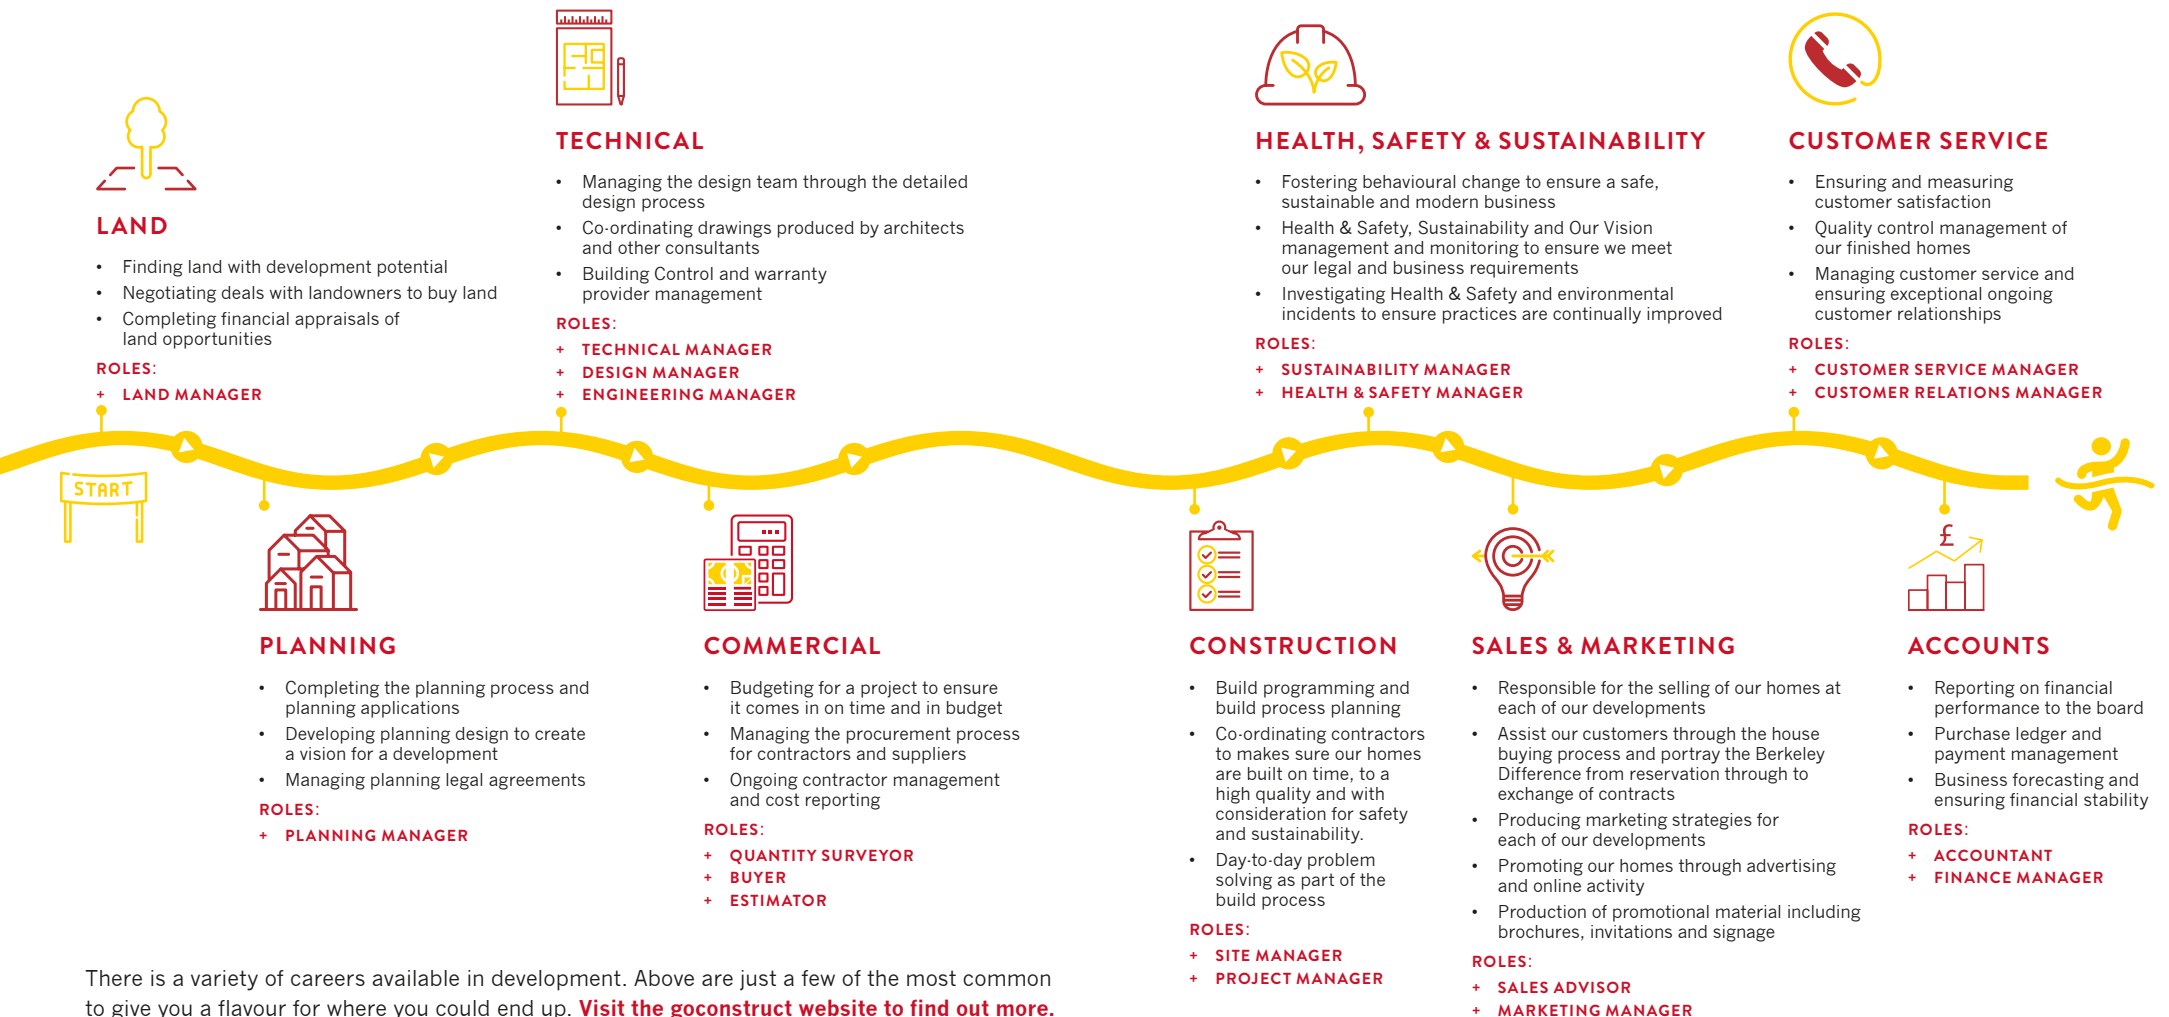 LAND
• Finding land with development potential
• Negotiating deals with landowners to buy land
• Completing financial appraisals of
land opportunities
ROLES:
+ LAND MANAGER
START
PLANNING
• Completing the planning process and
planning applications
• Developing planning design to create
a vision for a development
• Managing planning legal agreements
ROLES:
+ PLANNING MANAGER
TECHNICAL
• Managing the design team through the detailed
design process
• Co-ordinating drawings produced by architects
and other consultants
• Building Control and warranty
provider management
ROLES:
+ TECHNICAL MANAGER
+ DESIGN MANAGER
+ ENGINEERING MANAGER
COMMERCIAL
• Budgeting for a project to ensure
it comes in on time and in budget
• Managing the procurement process
for contractors and suppliers
• Ongoing contractor management
and cost reporting
ROLES:
+ QUANTITY SURVEYOR
+ BUYER
+ ESTIMATOR
CONSTRUCTION
• Build programming and
build process planning
• Co-ordinating contractors
to makes sure our homes
are built on time, to a
high quality and with
consideration for safety
and sustainability.
• Day-to-day problem
solving as part of the
build process
ROLES:
+ SITE MANAGER
+ PROJECT MANAGER
HEALTH, SAFETY & SUSTAINABILITY
• Fostering behavioural change to ensure a safe,
sustainable and modern business
• Health & Safety, Sustainability and Our Vision
management and monitoring to ensure we meet
our legal and business requirements
• Investigating Health & Safety and environmental
incidents to ensure practices are continually improved
ROLES:
+ SUSTAINABILITY MANAGER
+ HEALTH & SAFETY MANAGER
SALES & MARKETING
• Responsible for the selling of our homes at
each of our developments
• Assist our customers through the house
buying process and portray the Berkeley
Difference from reservation through to
exchange of contracts
• Producing marketing strategies for
each of our developments
• Promoting our homes through advertising
and online activity
• Production of promotional material including
brochures, invitations and signage
ROLES:
+ SALES ADVISOR
+ MARKETING MANAGER
CUSTOMER SERVICE
• Ensuring and measuring
customer satisfaction
• Quality control management of
our finished homes
• Managing customer service and
ensuring exceptional ongoing
customer relationships
ROLES:
+ CUSTOMER SERVICE MANAGER
+ CUSTOMER RELATIONS MANAGER
£
ACCOUNTS
• Reporting on financial
performance to the board
• Purchase ledger and
payment management
• Business forecasting and
ensuring financial stability
ROLES:
+ ACCOUNTANT
+ FINANCE MANAGER
There is a variety of careers available in development. Above are just a few of the most common
to give you a flavour for where you could end up. Visit the goconstruct website to find out more.